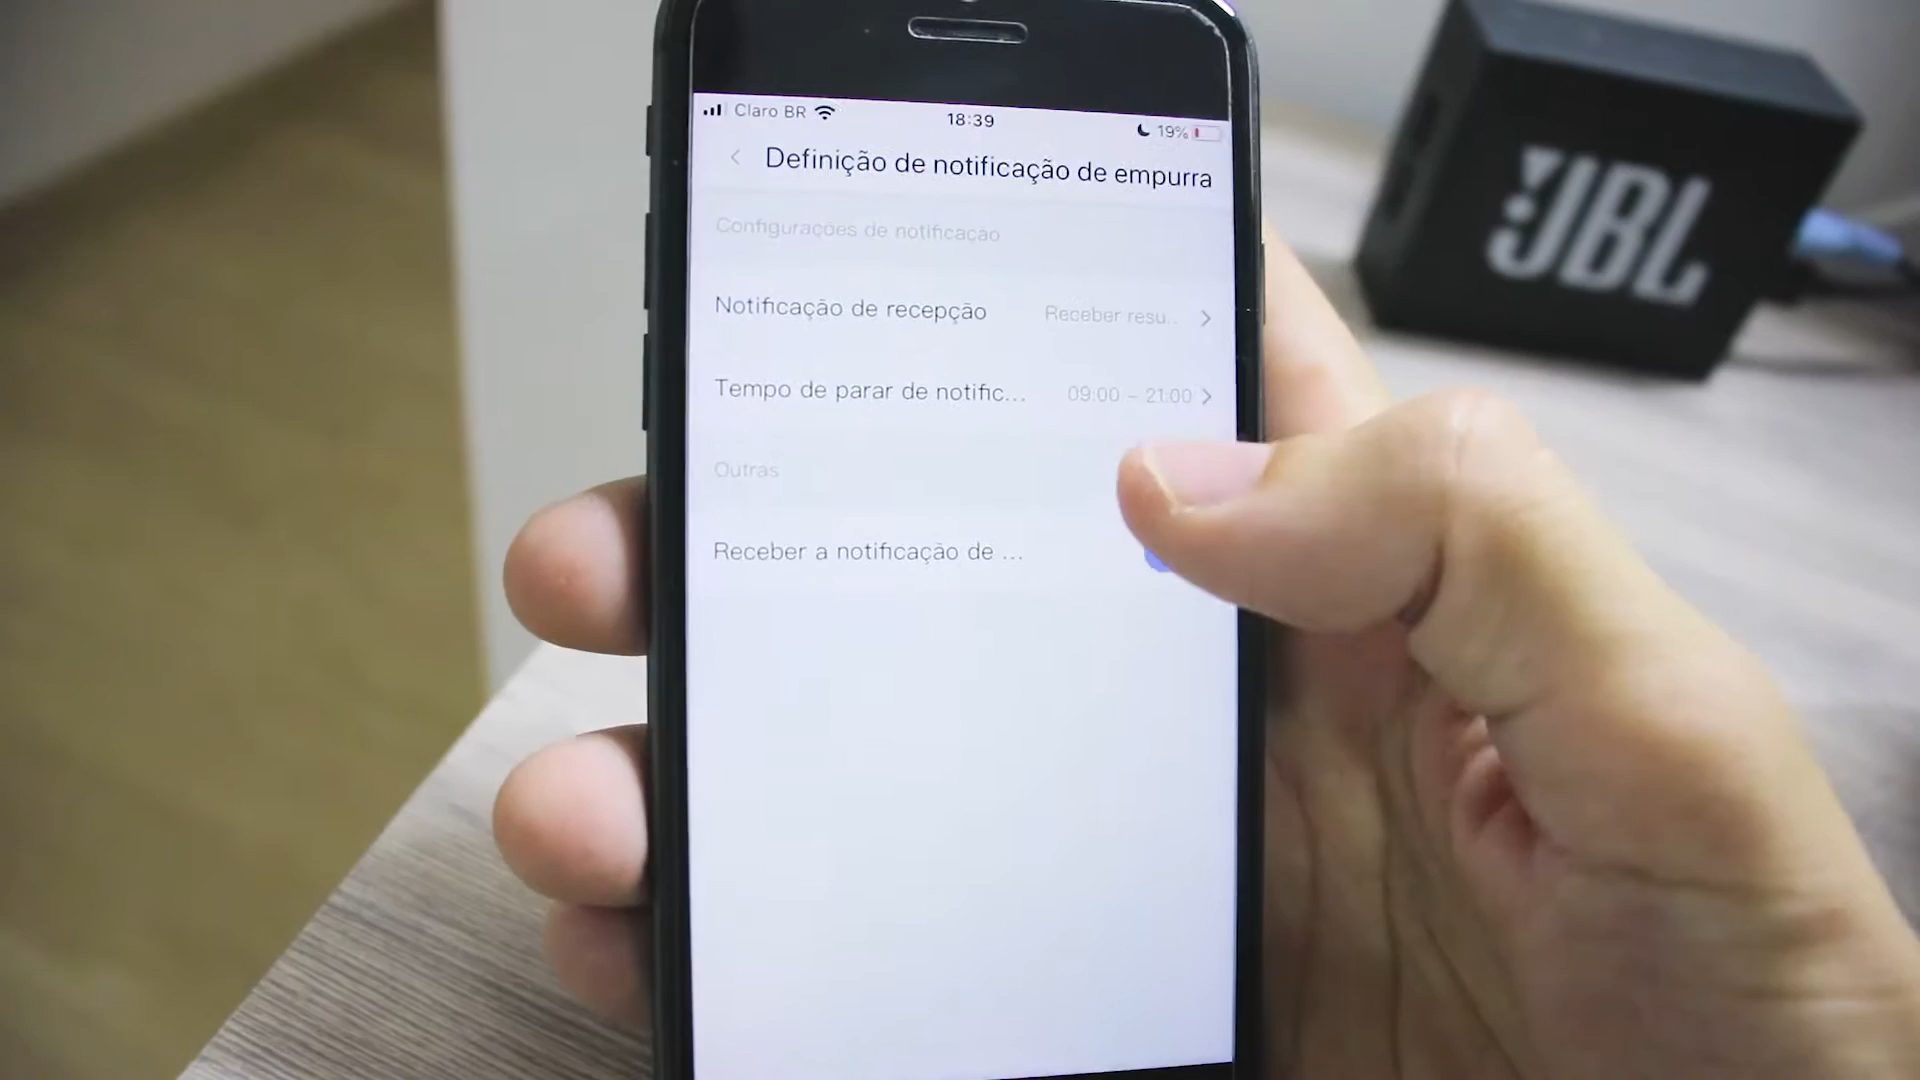 Claro BR
18:39
19%
Definição de notificação de empurra
Configurações de notificação
Notificação de recepção
Receber resu..
Tempo de parar de notific...
09:00 – 21:00
Outras
Receber a notificação de ...
JBL